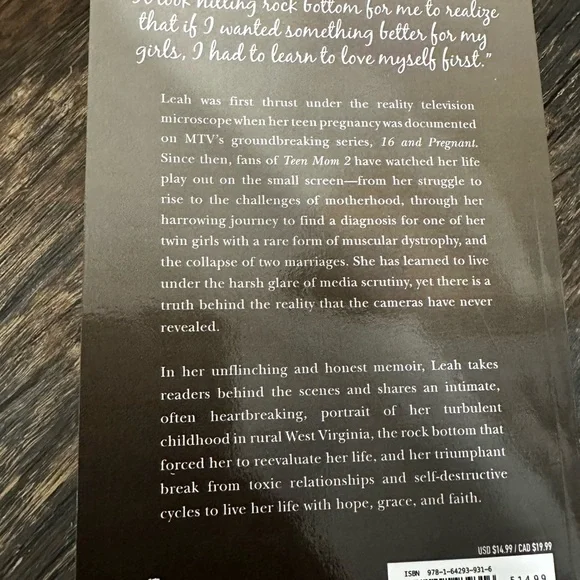 "It took hitting rock bottom for me to realize
that if I wanted something better for my
girls, I had to learn to love myself first."
Leah was first thrust under the reality television
microscope when her teen pregnancy was documented
on MTV's groundbreaking series, 16 and Pregnant.
Since then, fans of Teen Mom 2 have watched her life
play out on the small screen—from her struggle to
rise to the challenges of motherhood, through her
harrowing journey to find a diagnosis for one of her
twin girls with a rare form of muscular dystrophy, and
the collapse of two marriages. She has learned to live
under the harsh glare of media scrutiny, yet there is a
truth behind the reality that the cameras have never
revealed.
In her unflinching and honest memoir, Leah takes
readers behind the scenes and shares an intimate,
often heartbreaking, portrait of her turbulent
childhood in rural West Virginia, the rock bottom that
forced her to reevaluate her life, and her triumphant
break from toxic relationships and self-destructive
cycles to live her life with hope, grace, and faith.
USD $14.99 / CAD $19.99
ISBN 978-1-64293-931-6